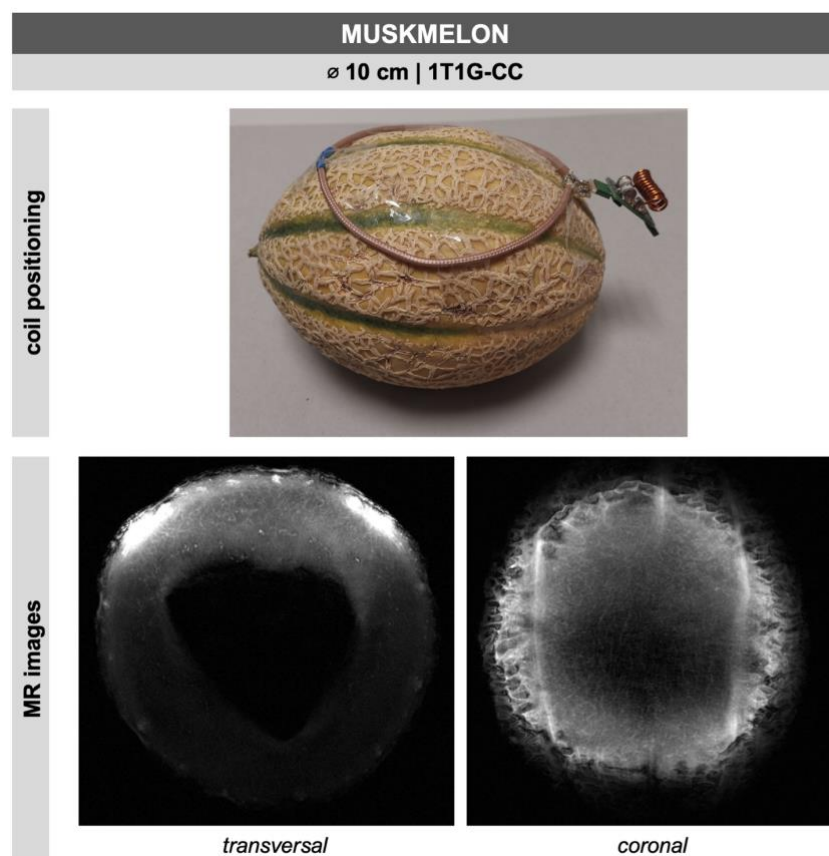 MUSKMELON
⌀ 10 cm | 1T1G-CC
coil positioning
MR images
transversal
coronal